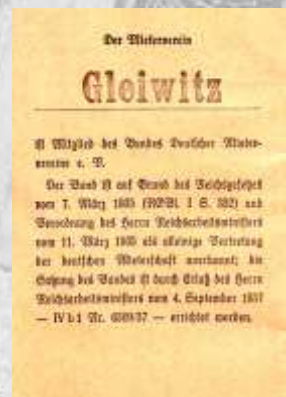 Der Mieterverein
Gleiwitz
ist Mitglied des Bundes Deutscher Mieter-
vereine e. V.
Der Bund ist auf Grund des Reichsgesetzes
vom 7. März (RGBl. I S. ) und
Verordnung des Herrn Reichsarbeitsministers
vom 11. März als alleinige Vertretung
der deutschen Mieterschaft anerkannt; die
Satzung des Bundes ist durch Erlaß des Herrn
Reichsarbeitsministers vom 4. September 1937
— IV b 1 Nr. — errichtet worden.